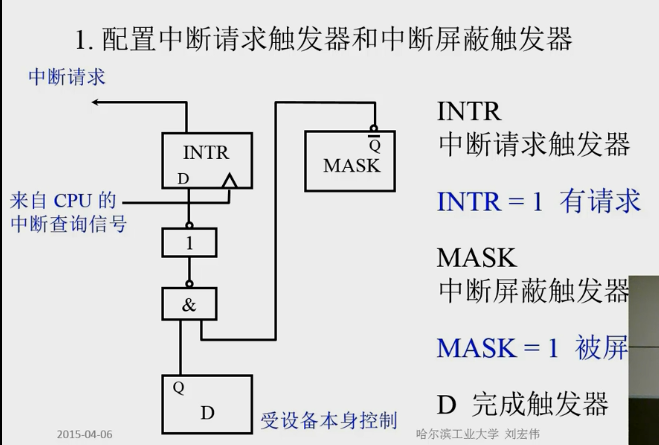 1. 配置中断请求触发器和中断屏蔽触发器
中断请求
INTR
D
来自 CPU 的
中断查询信号
1
&
Q
D
受设备本身控制
Q̅
MASK
INTR
中断请求触发器
INTR = 1 有请求
MASK
中断屏蔽触发器
MASK = 1 被屏
D 完成触发器
2015-04-06
哈尔滨工业大学 刘宏伟